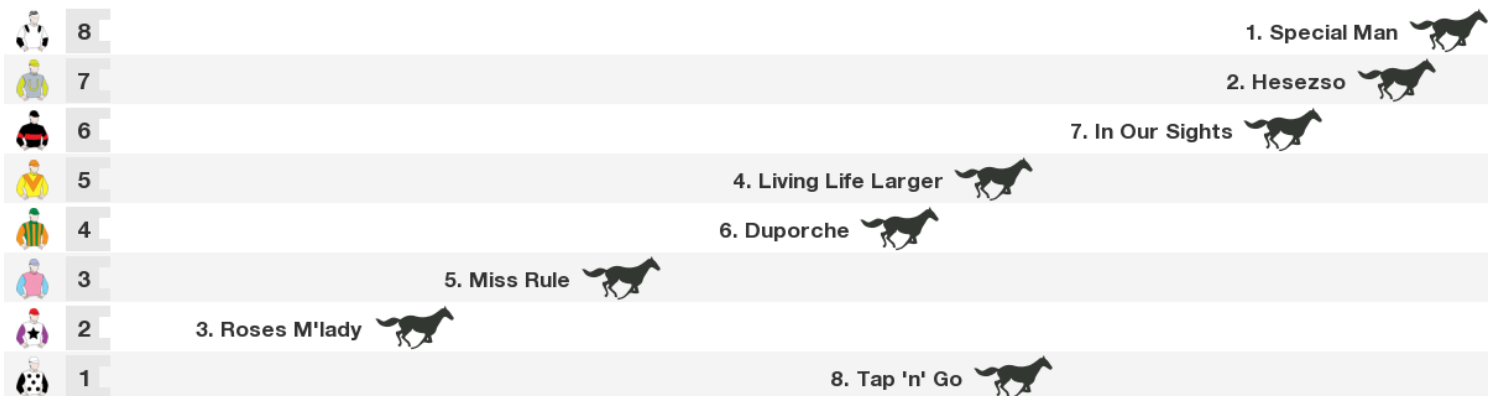 8 1. Special Man
7 2. Hesezso
6 7. In Our Sights
5 4. Living Life Larger
4 6. Duporche
3 5. Miss Rule
2 3. Roses M'lady
1 8. Tap 'n' Go